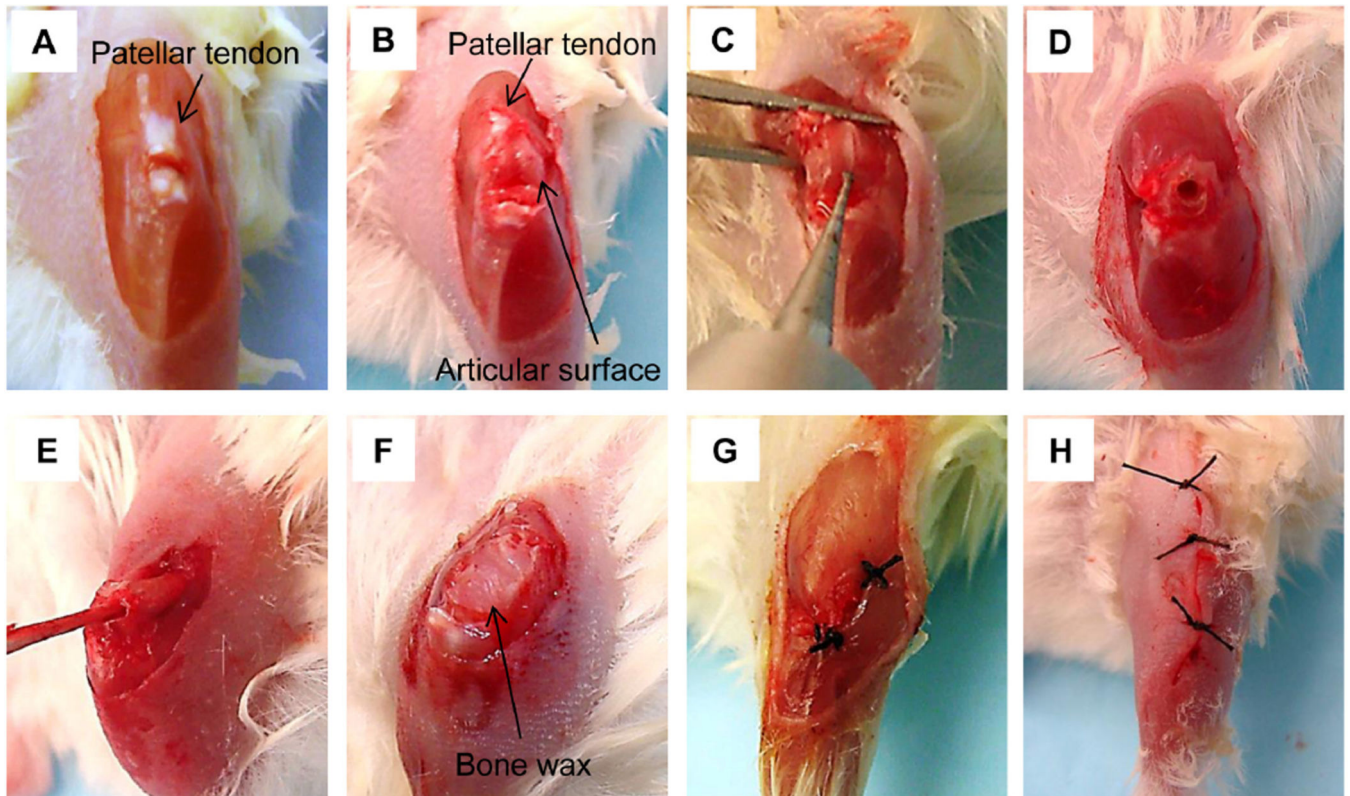 A
Patellar tendon
B
Patellar tendon
Articular surface
C
D
E
F
Bone wax
G
H